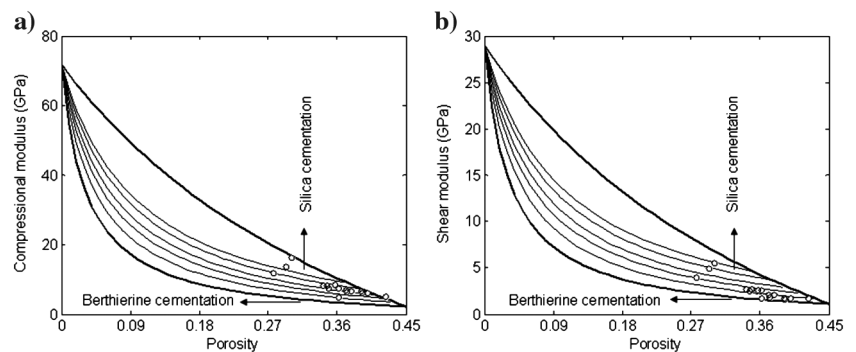 a)
80
60
40
20
0
Compressional modulus (GPa)
Silica cementation
Berthierine cementation
0 0.09 0.18 0.27 0.36 0.45
Porosity
b)
30
25
20
15
10
5
0
Shear modulus (GPa)
Silica cementation
Berthierine cementation
0 0.09 0.18 0.27 0.36 0.45
Porosity